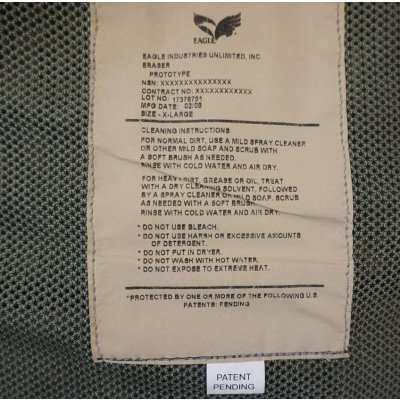 EAGLE
EAGLE INDUSTRIES UNLIMITED, INC.
ERASER
PROTOTYPE
NSN: XXXXXXXXXXXXXXX
CONTRACT NO: XXXXXXXXXXXX
LOT NO: 17378751
MFG DATE: 02/08
SIZE - X-LARGE
CLEANING INSTRUCTIONS
FOR NORMAL DIRT, USE A MILD SPRAY CLEANER
OR OTHER MILD SOAP AND SCRUB WITH
A SOFT BRUSH AS NEEDED.
RINSE WITH COLD WATER AND AIR DRY.
FOR HEAVY DIRT, GREASE OR OIL, TREAT
WITH A DRY CLEANING SOLVENT, FOLLOWED
BY A SPRAY CLEANER OR MILD SOAP. SCRUB
AS NEEDED WITH A SOFT BRUSH.
RINSE WITH COLD WATER AND AIR DRY.
* DO NOT USE BLEACH.
* DO NOT USE HARSH OR EXCESSIVE AMOUNTS
OF DETERGENT.
* DO NOT PUT IN DRYER.
* DO NOT WASH WITH HOT WATER.
* DO NOT EXPOSE TO EXTREME HEAT.
*PROTECTED BY ONE OR MORE OF THE FOLLOWING U.S.
PATENTS: PENDING
PATENT
PENDING